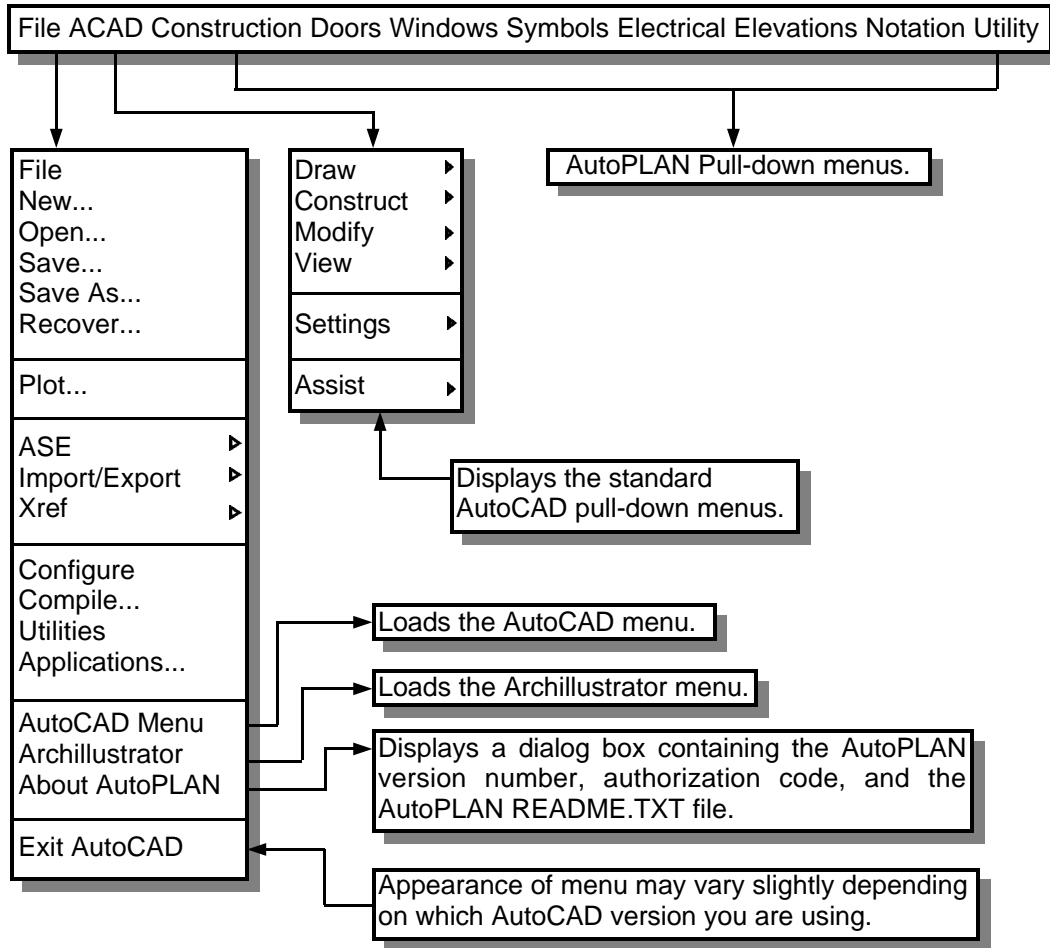 File ACAD Construction Doors Windows Symbols Electrical Elevations Notation Utility
File
New...
Open...
Save...
Save As...
Recover...
Plot...
ASE
Import/Export
Xref
Configure
Compile...
Utilities
Applications...
AutoCAD Menu
Archillustrator
About AutoPLAN
Exit AutoCAD
Draw
Construct
Modify
View
Settings
Assist
AutoPLAN Pull-down menus.
Displays the standard
AutoCAD pull-down menus.
Loads the AutoCAD menu.
Loads the Archillustrator menu.
Displays a dialog box containing the AutoPLAN
version number, authorization code, and the
AutoPLAN README.TXT file.
Appearance of menu may vary slightly depending
on which AutoCAD version you are using.